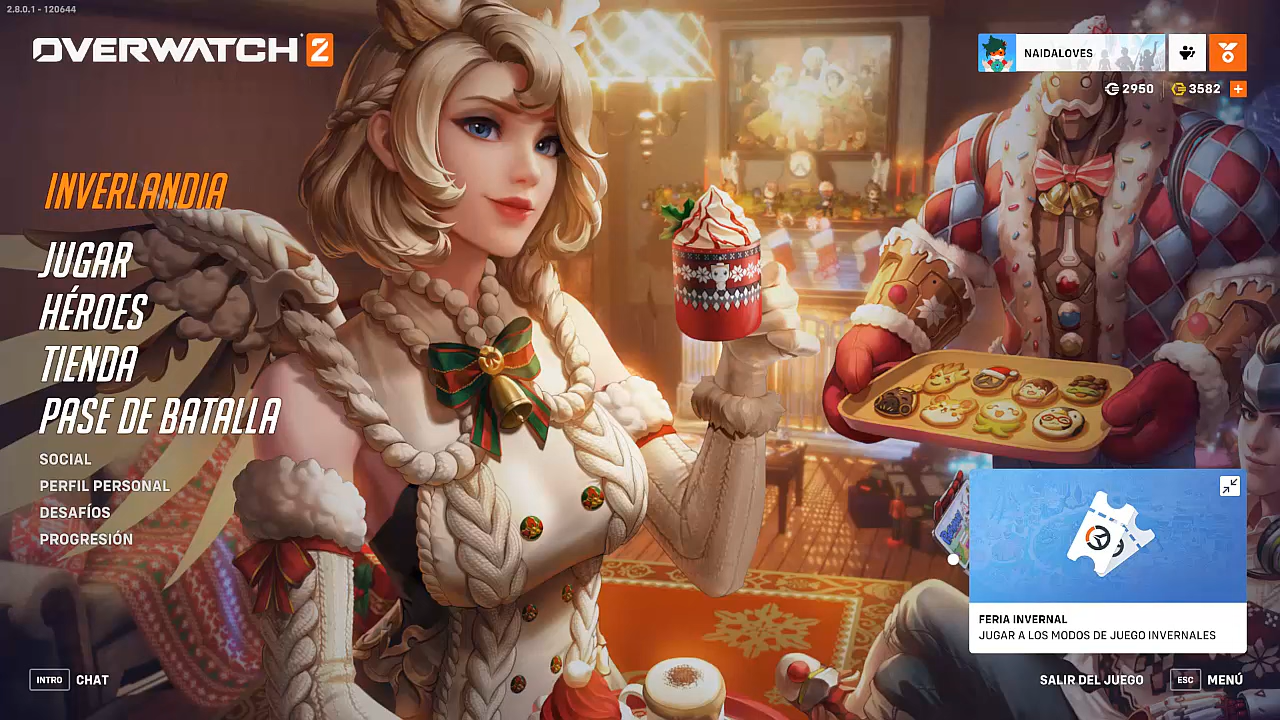 2.8.0.1 - 120644
OVERWATCH 2
NAIDALOVES
2950 3582 +
INVERLANDIA
JUGAR
HÉROES
TIENDA
PASE DE BATALLA
SOCIAL
PERFIL PERSONAL
DESAFÍOS
PROGRESIÓN
FERIA INVERNAL
JUGAR A LOS MODOS DE JUEGO INVERNALES
INTRO CHAT
SALIR DEL JUEGO ESC MENÚ